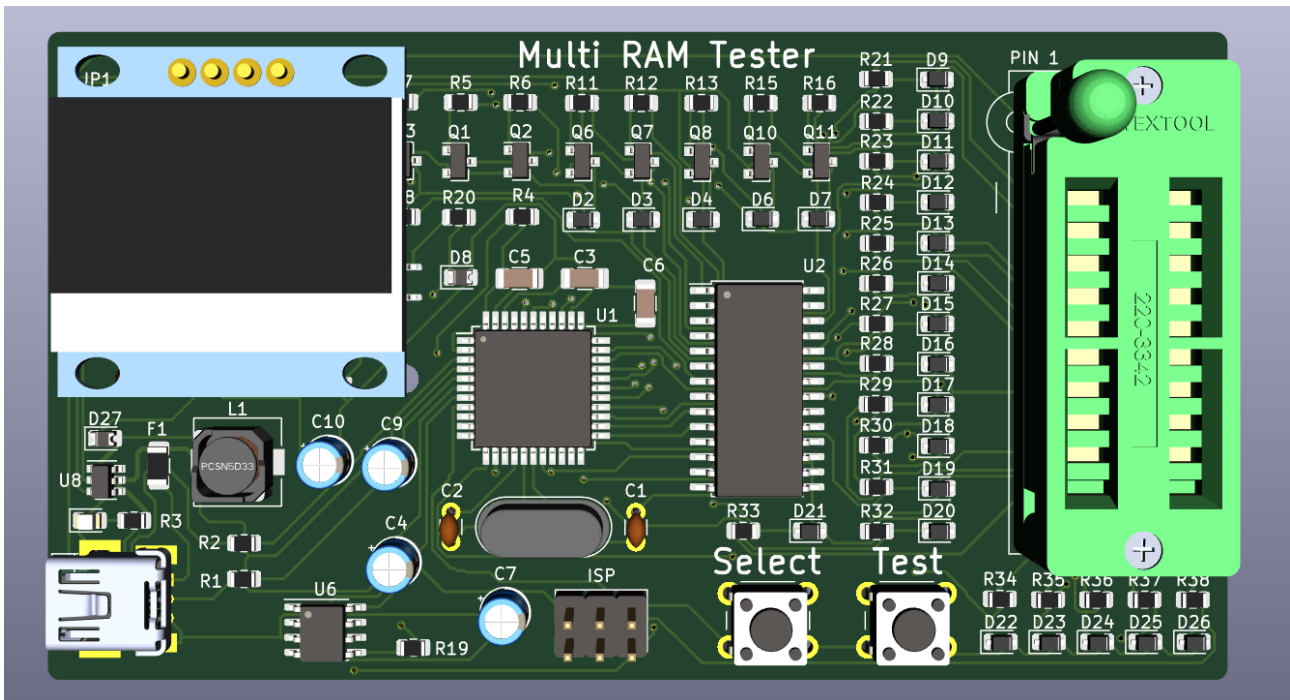 Multi RAM Tester
JP1
R5
R6
R11
R12
R13
R15
R16
Q1
Q2
Q6
Q7
Q8
Q10
Q11
R20
R4
D2
D3
D4
D6
D7
D8
C5
C3
C6
U1
U2
R21
D9
R22
D10
R23
D11
R24
D12
R25
D13
R26
D14
R27
D15
R28
D16
R29
D17
R30
D18
R31
D19
R32
D20
R33
D21
PIN 1
TEXTOOL
220-3342
D27
F1
L1
PCSN5D33
C10
C9
U8
R3
R2
R1
C4
C2
C1
U6
R19
C7
ISP
Select
Test
R34
R35
R36
R37
R38
D22
D23
D24
D25
D26